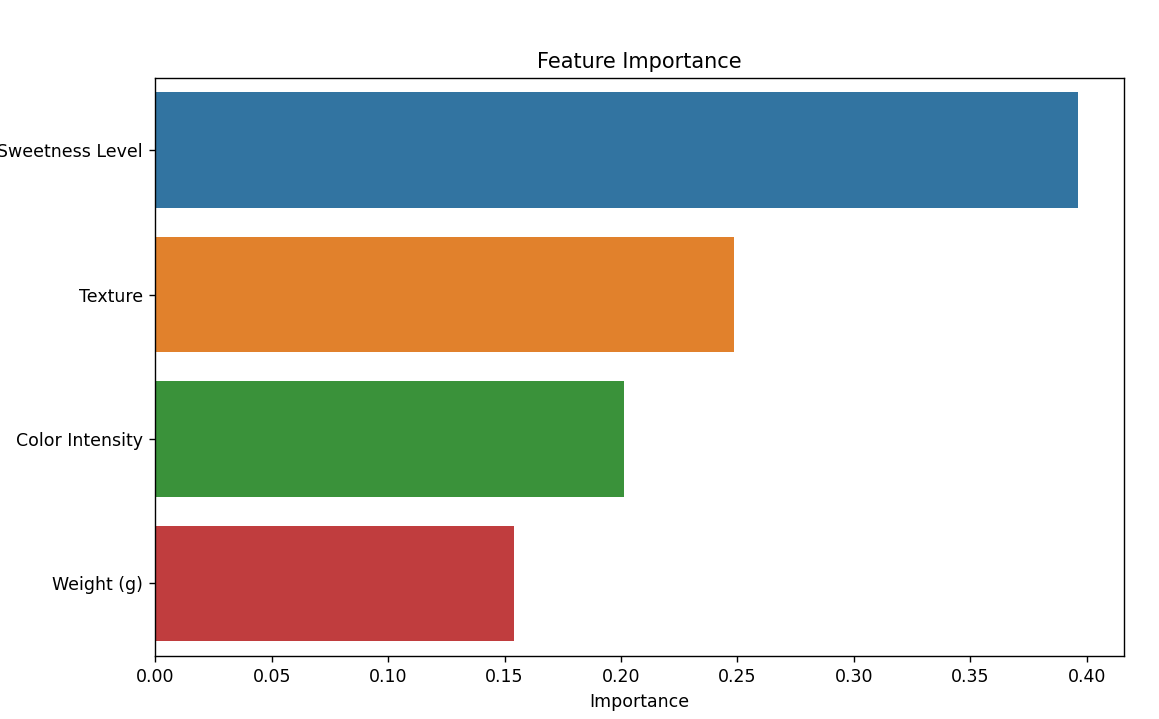 Feature Importance
Sweetness Level
Texture
Color Intensity
Weight (g)
0.00 0.05 0.10 0.15 0.20 0.25 0.30 0.35 0.40
Importance